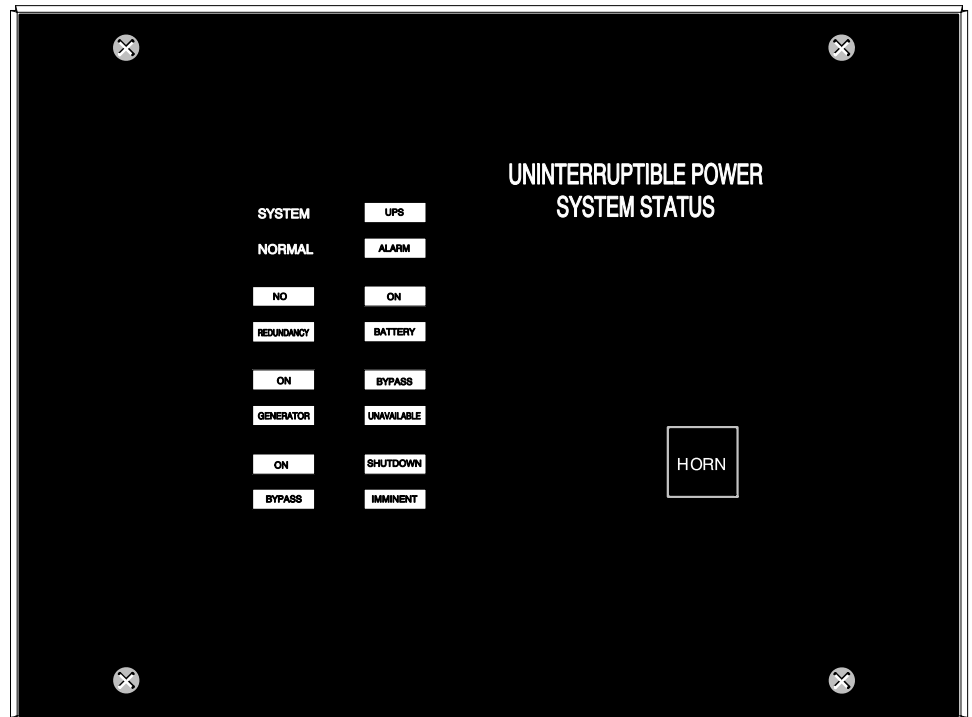 UNINTERRUPTIBLE POWER
SYSTEM STATUS
SYSTEM
NORMAL
UPS
ALARM
NO
REDUNDANCY
ON
BATTERY
ON
GENERATOR
BYPASS
UNAVAILABLE
ON
BYPASS
SHUTDOWN
IMMINENT
HORN